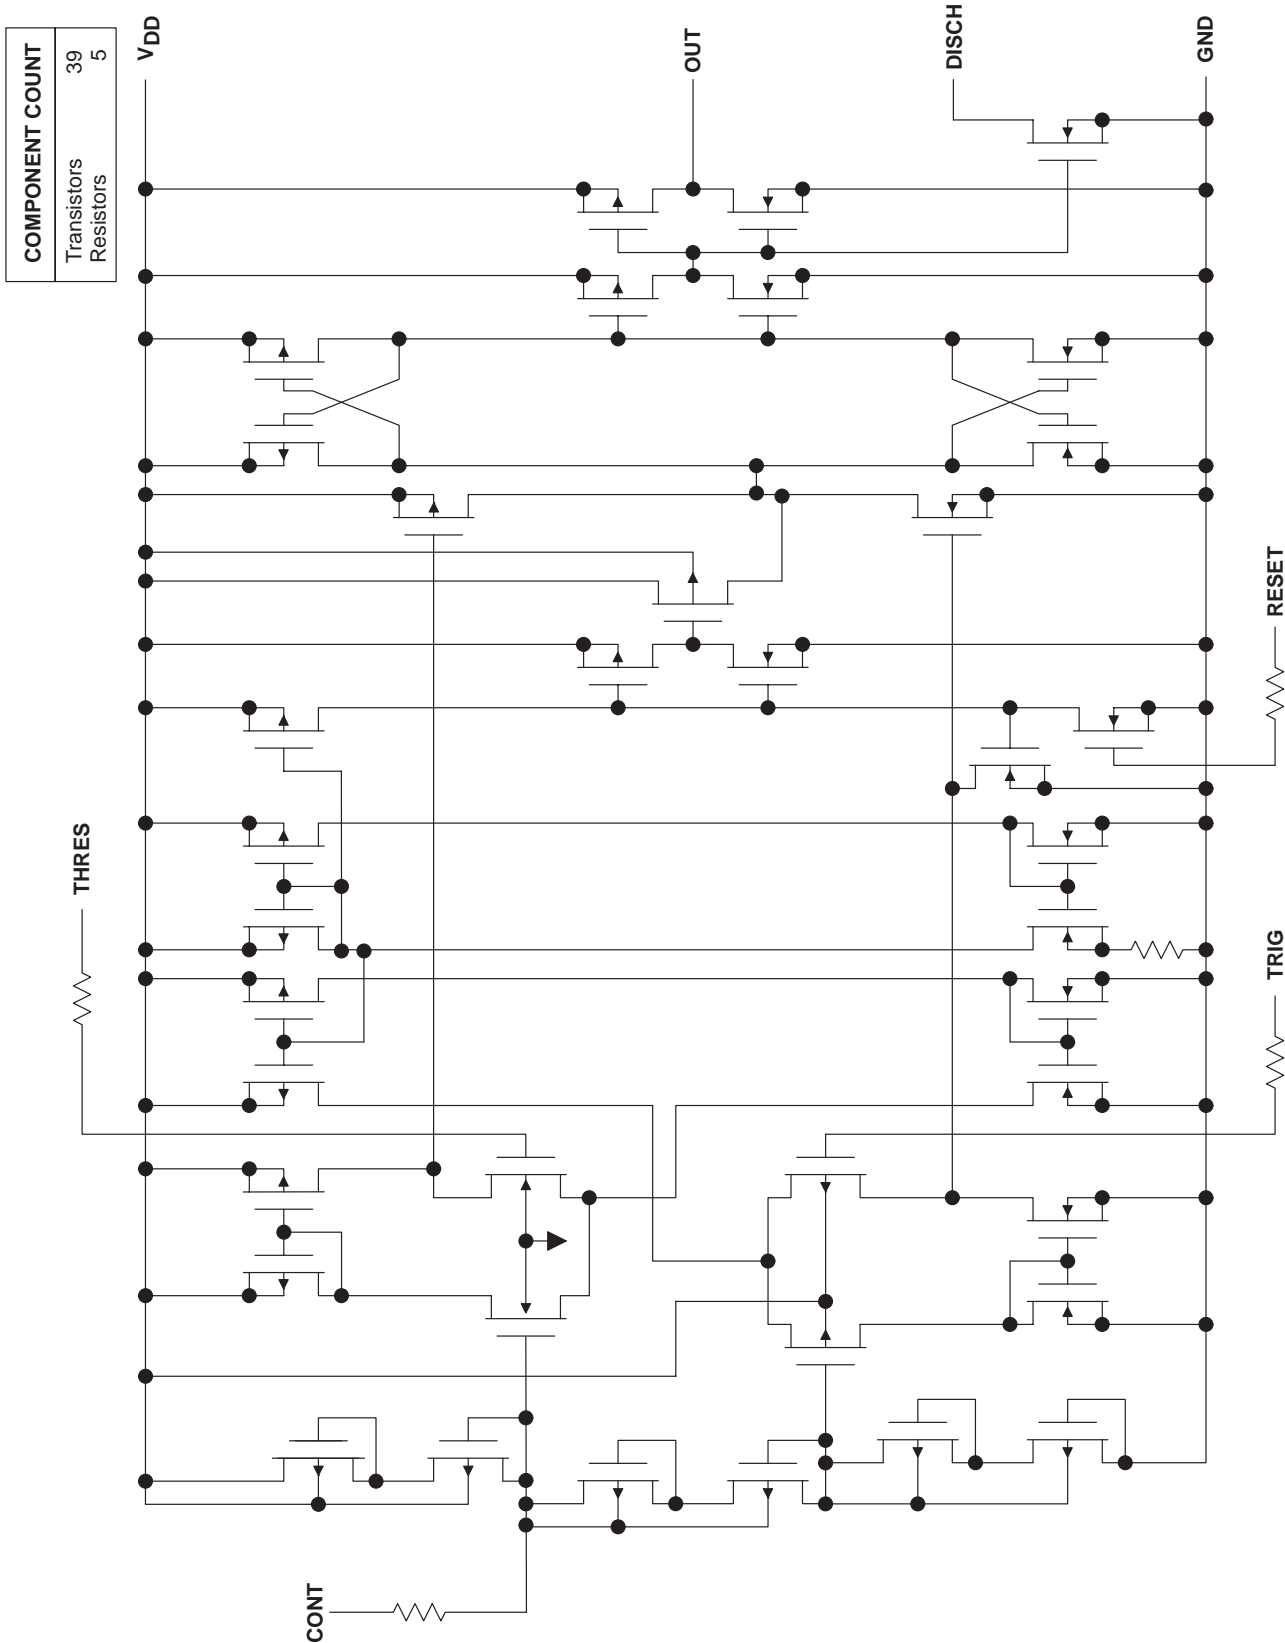 COMPONENT COUNT
Transistors 39
Resistors 5
VDD
OUT
DISCH
GND
RESET
THRES
TRIG
CONT